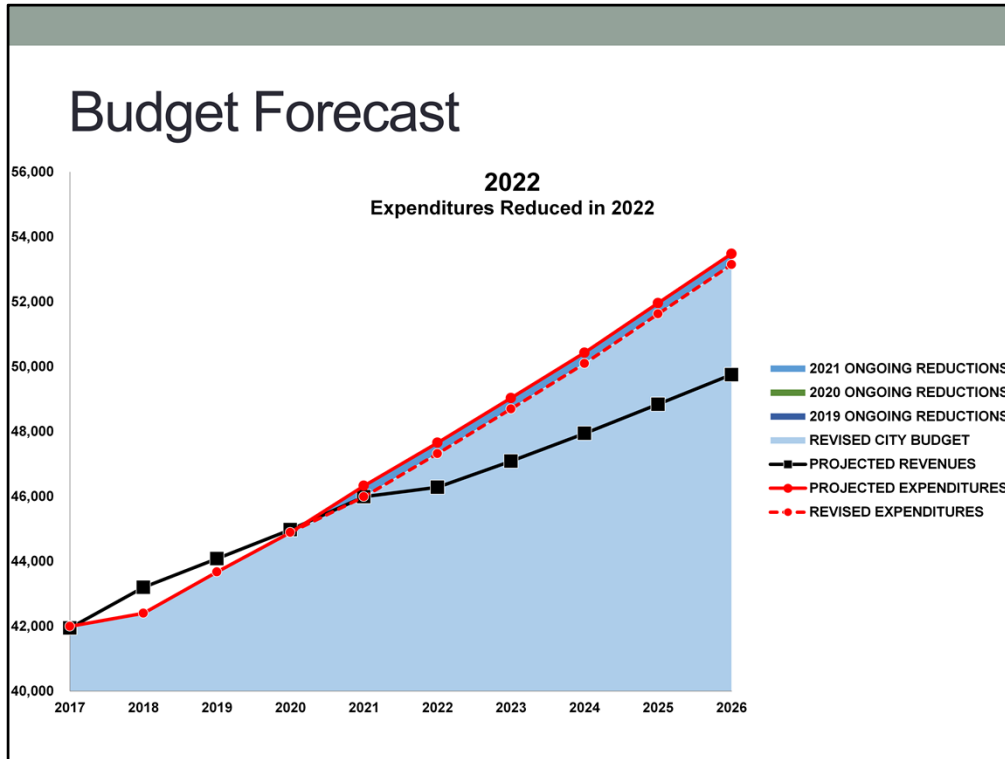 Budget Forecast
2022
Expenditures Reduced in 2022
56,000
54,000
52,000
50,000
48,000
46,000
44,000
42,000
40,000
2017 2018 2019 2020 2021 2022 2023 2024 2025 2026
2021 ONGOING REDUCTIONS
2020 ONGOING REDUCTIONS
2019 ONGOING REDUCTIONS
REVISED CITY BUDGET
PROJECTED REVENUES
PROJECTED EXPENDITURES
REVISED EXPENDITURES